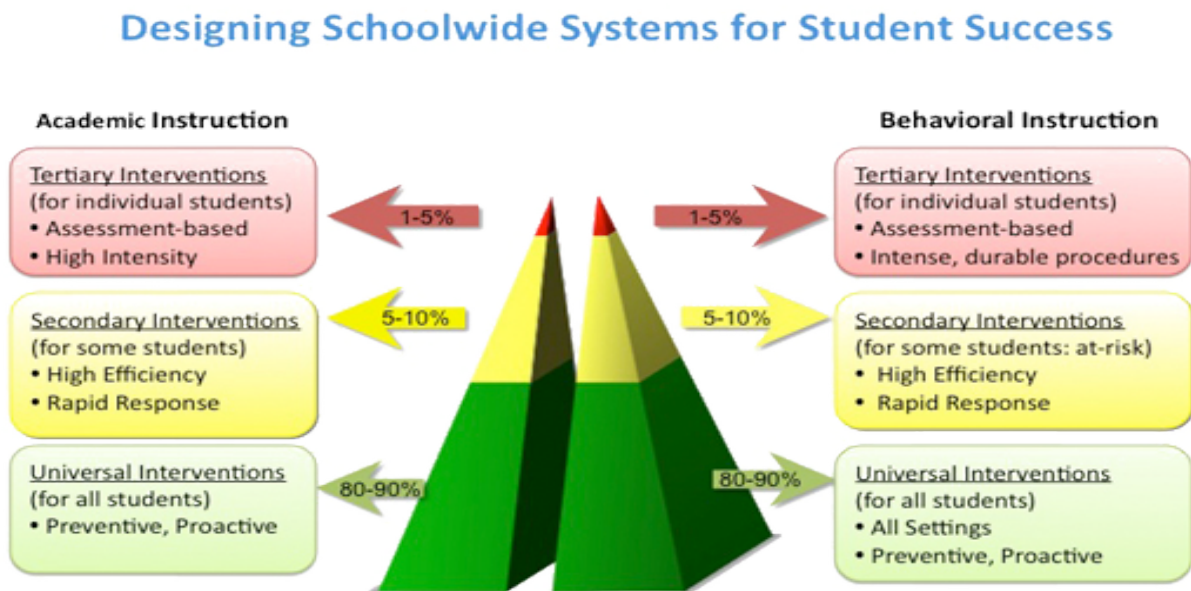 Designing Schoolwide Systems for Student Success
Academic Instruction
Tertiary Interventions
(for individual students)
• Assessment-based
• High Intensity
1-5%
Secondary Interventions
(for some students)
• High Efficiency
• Rapid Response
5-10%
Universal Interventions
(for all students)
• Preventive, Proactive
80-90%
Behavioral Instruction
1-5%
Tertiary Interventions
(for individual students)
• Assessment-based
• Intense, durable procedures
5-10%
Secondary Interventions
(for some students: at-risk)
• High Efficiency
• Rapid Response
80-90%
Universal Interventions
(for all students)
• All Settings
• Preventive, Proactive